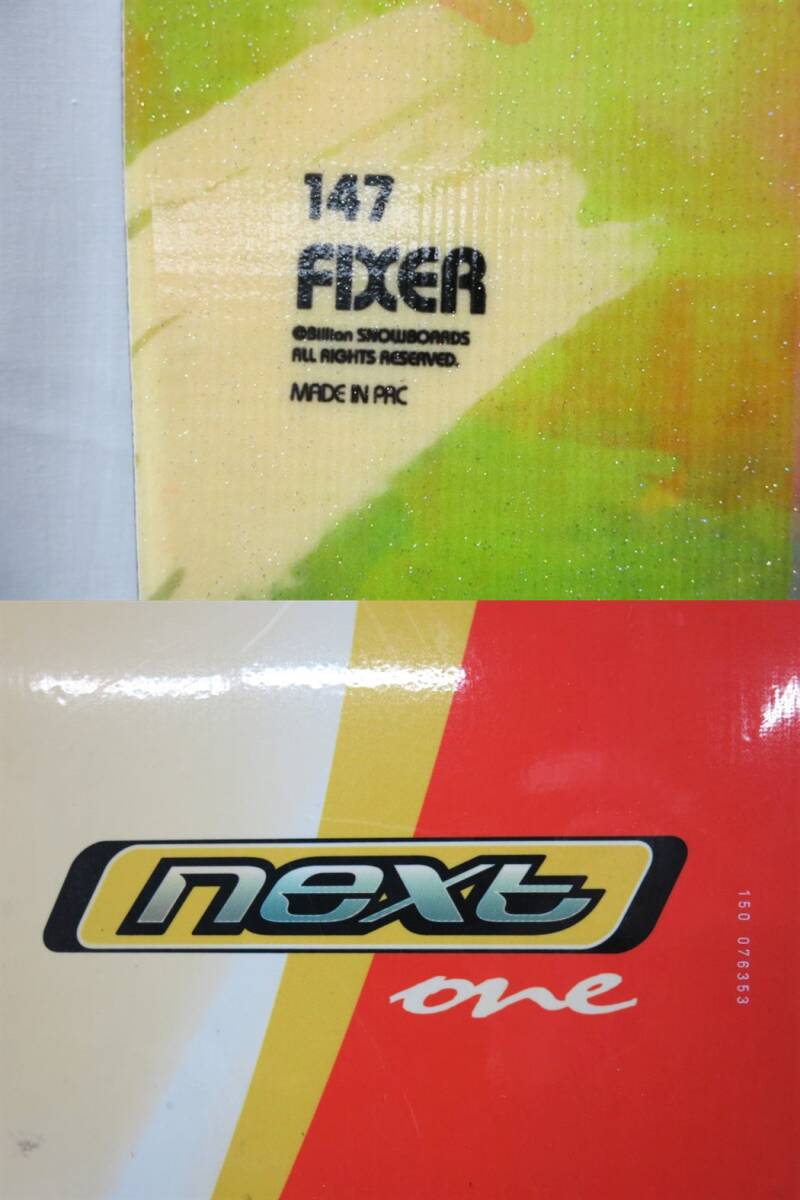 147
FIXER
©Billion SNOWBOARDS
ALL RIGHTS RESERVED.
MADE IN PRC
next
one
150 076353